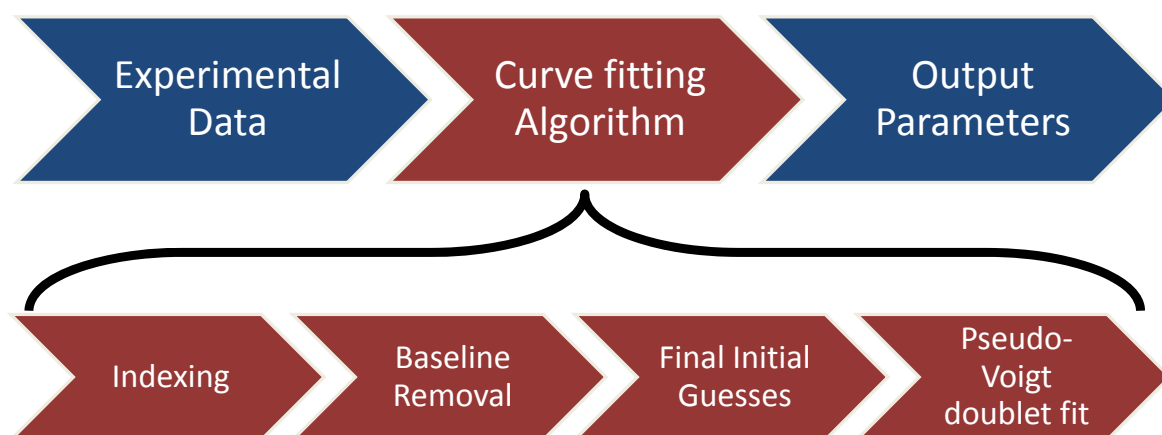 Experimental
Data
Curve fitting
Algorithm
Output
Parameters
Indexing
Baseline
Removal
Final Initial
Guesses
Pseudo-
Voigt
doublet fit